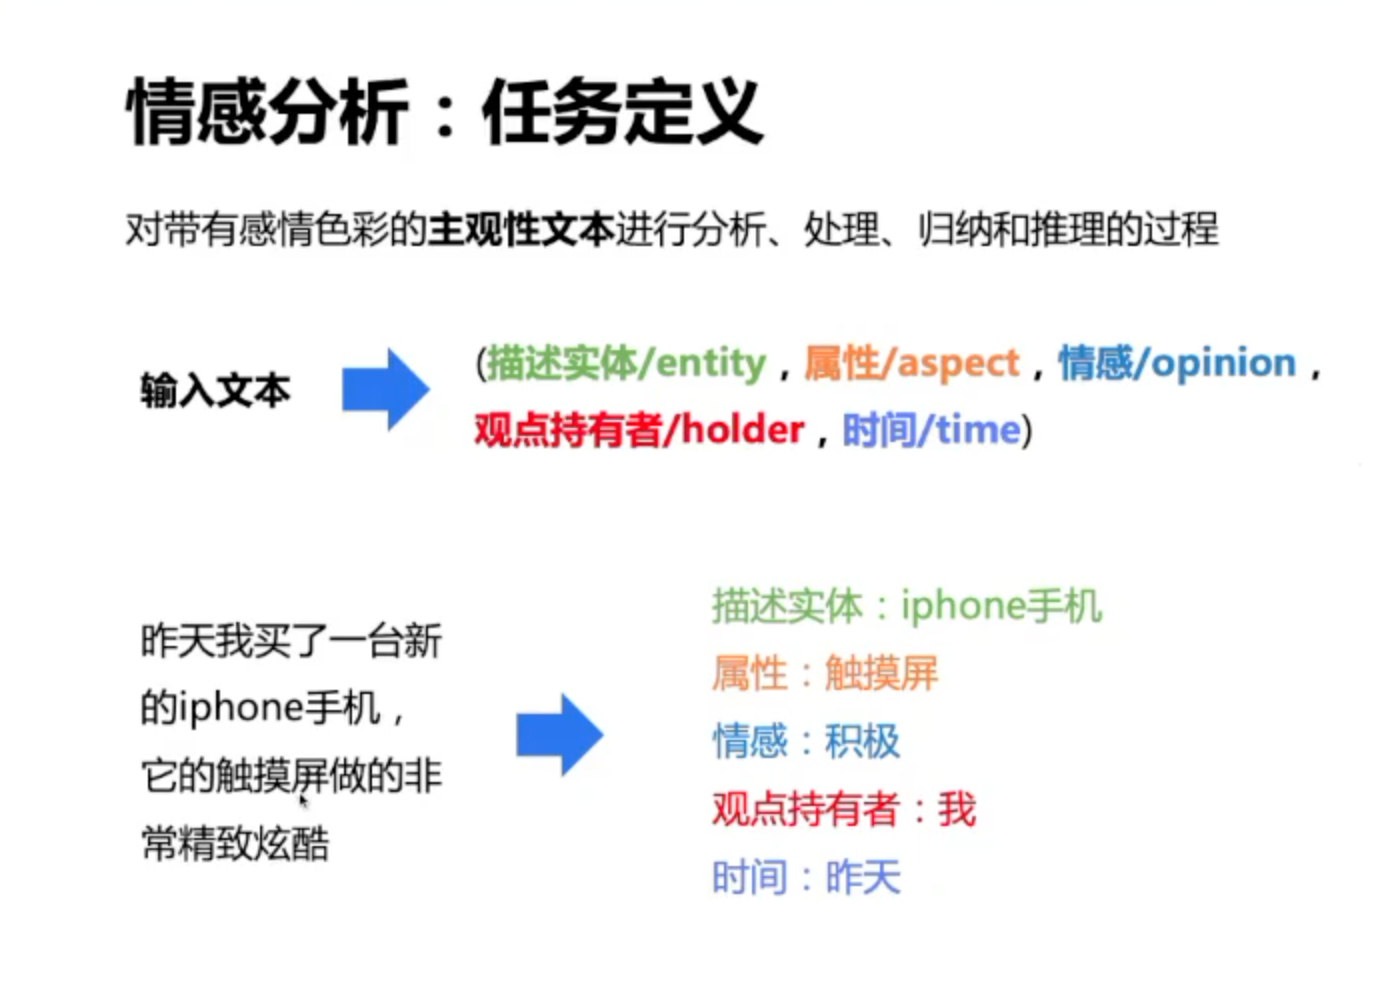 情感分析：任务定义
对带有感情色彩的主观性文本进行分析、处理、归纳和推理的过程
输入文本
(描述实体/entity，属性/aspect，情感/opinion，
观点持有者/holder，时间/time)
昨天我买了一台新
的iphone手机，
它的触摸屏做的非
常精致炫酷
描述实体：iphone手机
属性：触摸屏
情感：积极
观点持有者：我
时间：昨天